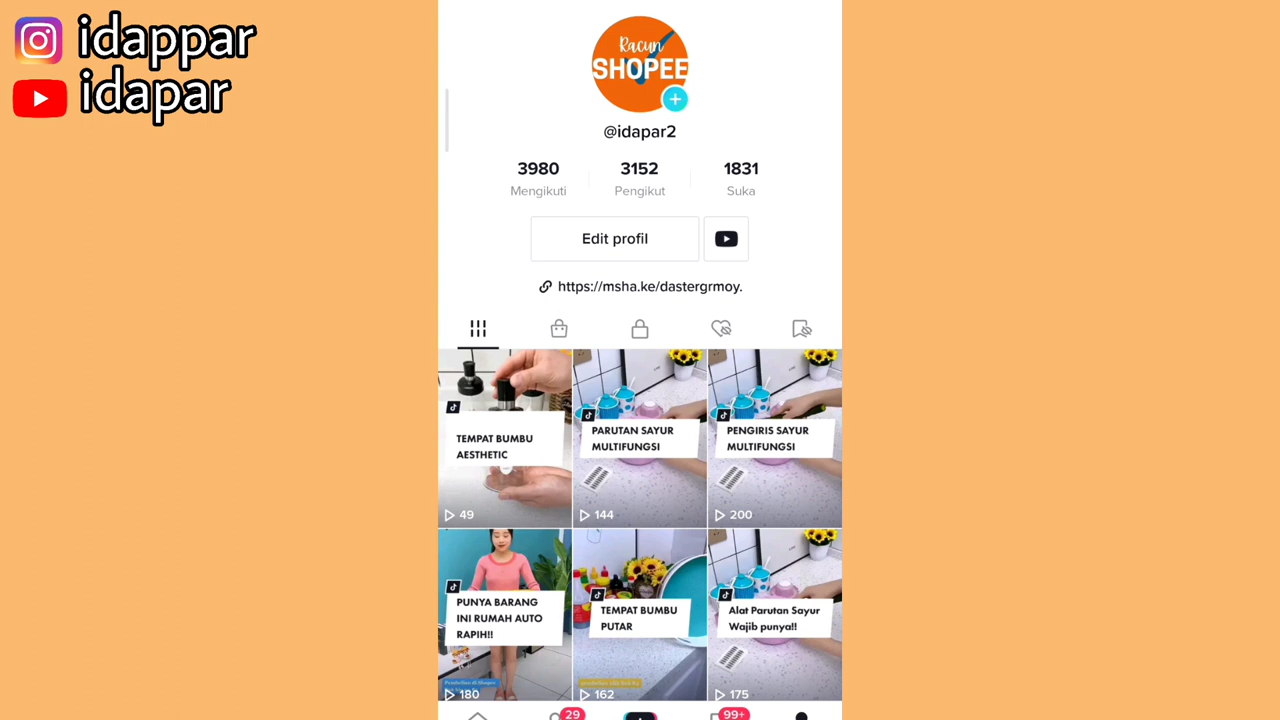 idappar
idapar
Racun
SHOPEE
@idapar2
3980 3152 1831
Mengikuti Pengikut Suka
Edit profil
https://msha.ke/dastergrmoy.
TEMPAT BUMBU
AESTHETIC
49
PARUTAN SAYUR
MULTIFUNGSI
144
PENGIRIS SAYUR
MULTIFUNGSI
200
PUNYA BARANG
INI RUMAH AUTO
RAPIH!!
180
TEMPAT BUMBU
PUTAR
162
Alat Parutan Sayur
Wajib punya!!
175
29
99+